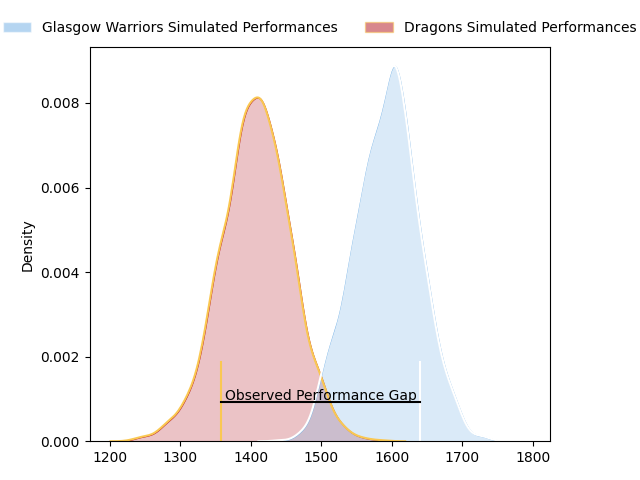 Glasgow Warriors Simulated Performances
Dragons Simulated Performances
0.008
0.006
0.004
0.002
0.000
Density
Observed Performance Gap
1200 1300 1400 1500 1600 1700 1800